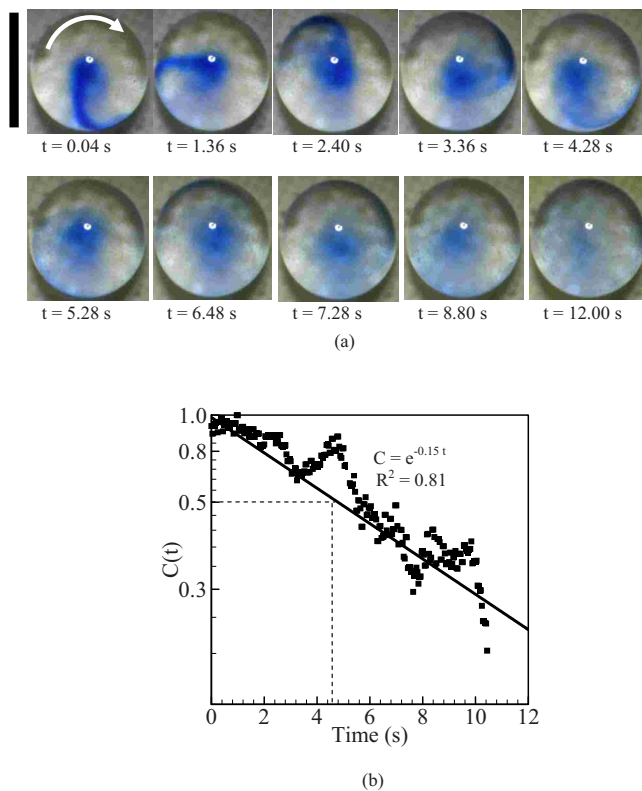 t = 0.04 s t = 1.36 s t = 2.40 s t = 3.36 s t = 4.28 s
t = 5.28 s t = 6.48 s t = 7.28 s t = 8.80 s t = 12.00 s
(a)
1.0
0.8
0.5
0.3
C(t)
C = e^-0.15 t
R² = 0.81
0 2 4 6 8 10 12
Time (s)
(b)